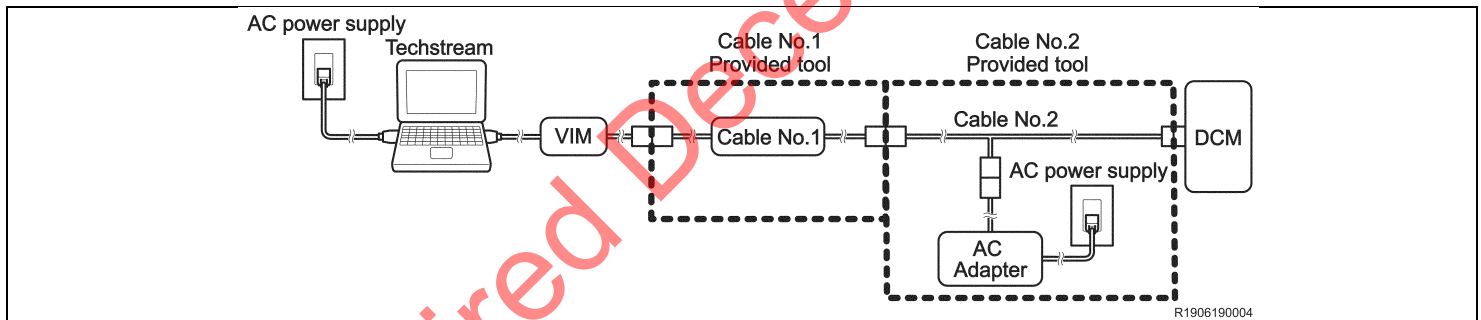 AC power supply
Techstream
Cable No.1
Provided tool
Cable No.2
Provided tool
VIM
Cable No.1
Cable No.2
DCM
AC power supply
AC
Adapter
R1906190004